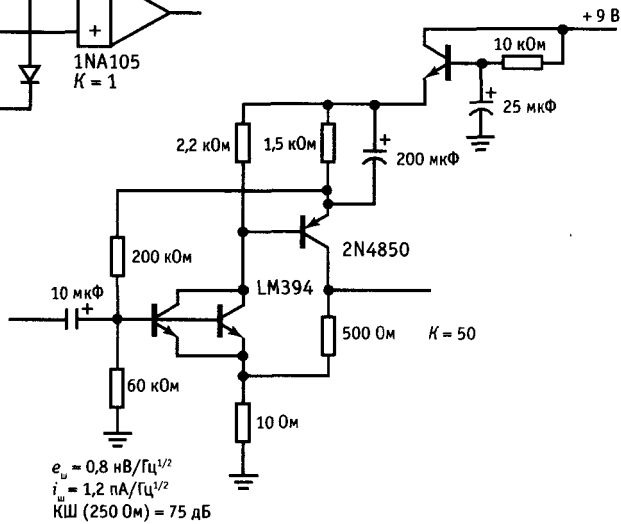 + 9 В
+
1NA105
K = 1
10 кОм
+
25 мкФ
2,2 кОм
1,5 кОм
+
200 мкФ
2N4850
200 кОм
LM394
10 мкФ
+
500 Ом
K = 50
60 кОм
10 Ом
eш = 0,8 нВ/Гц1/2
iш = 1,2 пА/Гц1/2
КШ (250 Ом) = 75 дБ